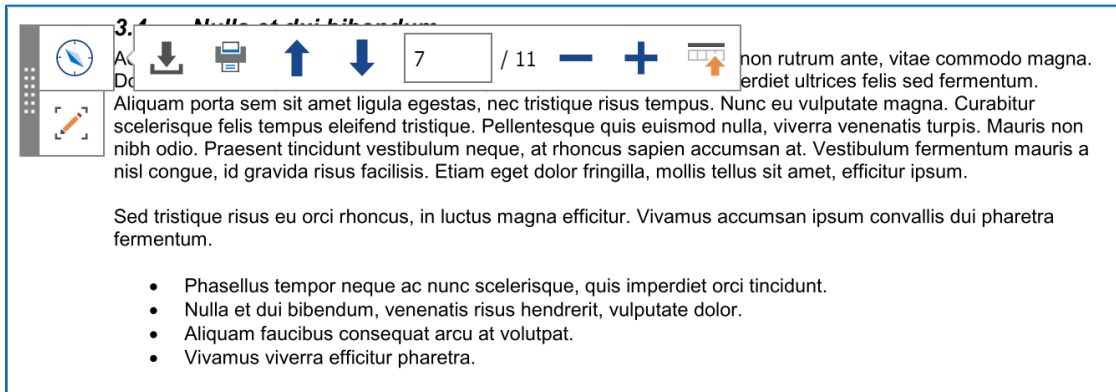 7 / 11
non rutrum ante, vitae commodo magna.
erdiet ultrices felis sed fermentum.
Aliquam porta sem sit amet ligula egestas, nec tristique risus tempus. Nunc eu vulputate magna. Curabitur
scelerisque felis tempus eleifend tristique. Pellentesque quis euismod nulla, viverra venenatis turpis. Mauris non
nibh odio. Praesent tincidunt vestibulum neque, at rhoncus sapien accumsan at. Vestibulum fermentum mauris a
nisl congue, id gravida risus facilisis. Etiam eget dolor fringilla, mollis tellus sit amet, efficitur ipsum.
Sed tristique risus eu orci rhoncus, in luctus magna efficitur. Vivamus accumsan ipsum convallis dui pharetra
fermentum.
• Phasellus tempor neque ac nunc scelerisque, quis imperdiet orci tincidunt.
• Nulla et dui bibendum, venenatis risus hendrerit, vulputate dolor.
• Aliquam faucibus consequat arcu at volutpat.
• Vivamus viverra efficitur pharetra.